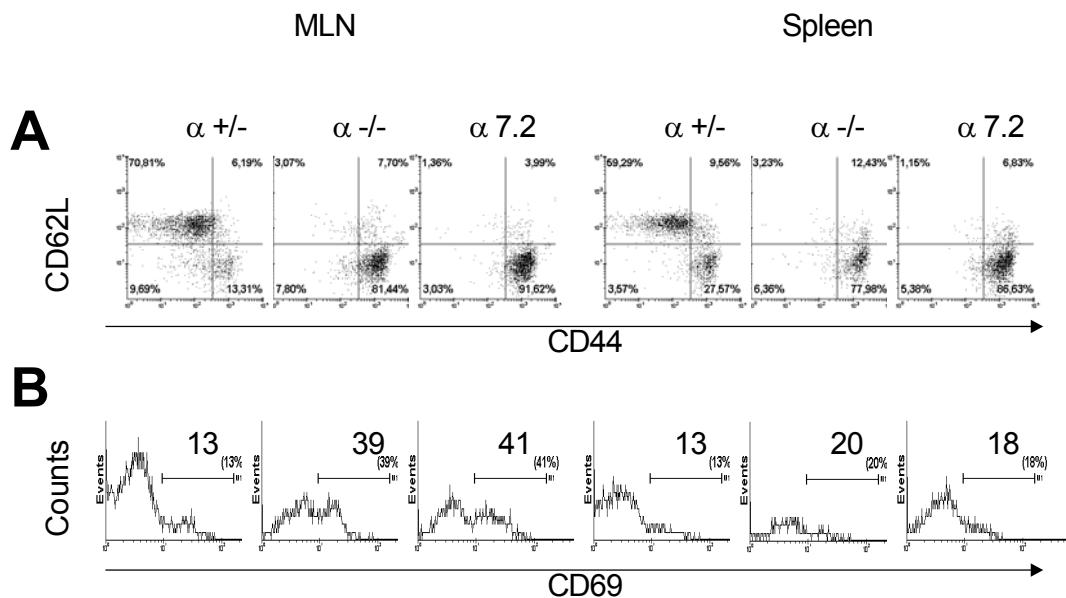 MLN Spleen
A
α +/- α -/- α 7.2 α +/- α -/- α 7.2
70,81% 6,19% 3,07% 7,70% 1,36% 3,99% 59,29% 9,56% 3,23% 12,43% 1,15% 6,83%
CD62L
9,69% 13,31% 7,80% 81,44% 3,03% 91,62% 3,57% 27,57% 6,36% 77,98% 5,38% 86,63%
CD44
B
13 39 41 13 20 18
(13% (39% (41%) (13% (20% (18%)
Counts
Events Events Events Events Events Events
CD69